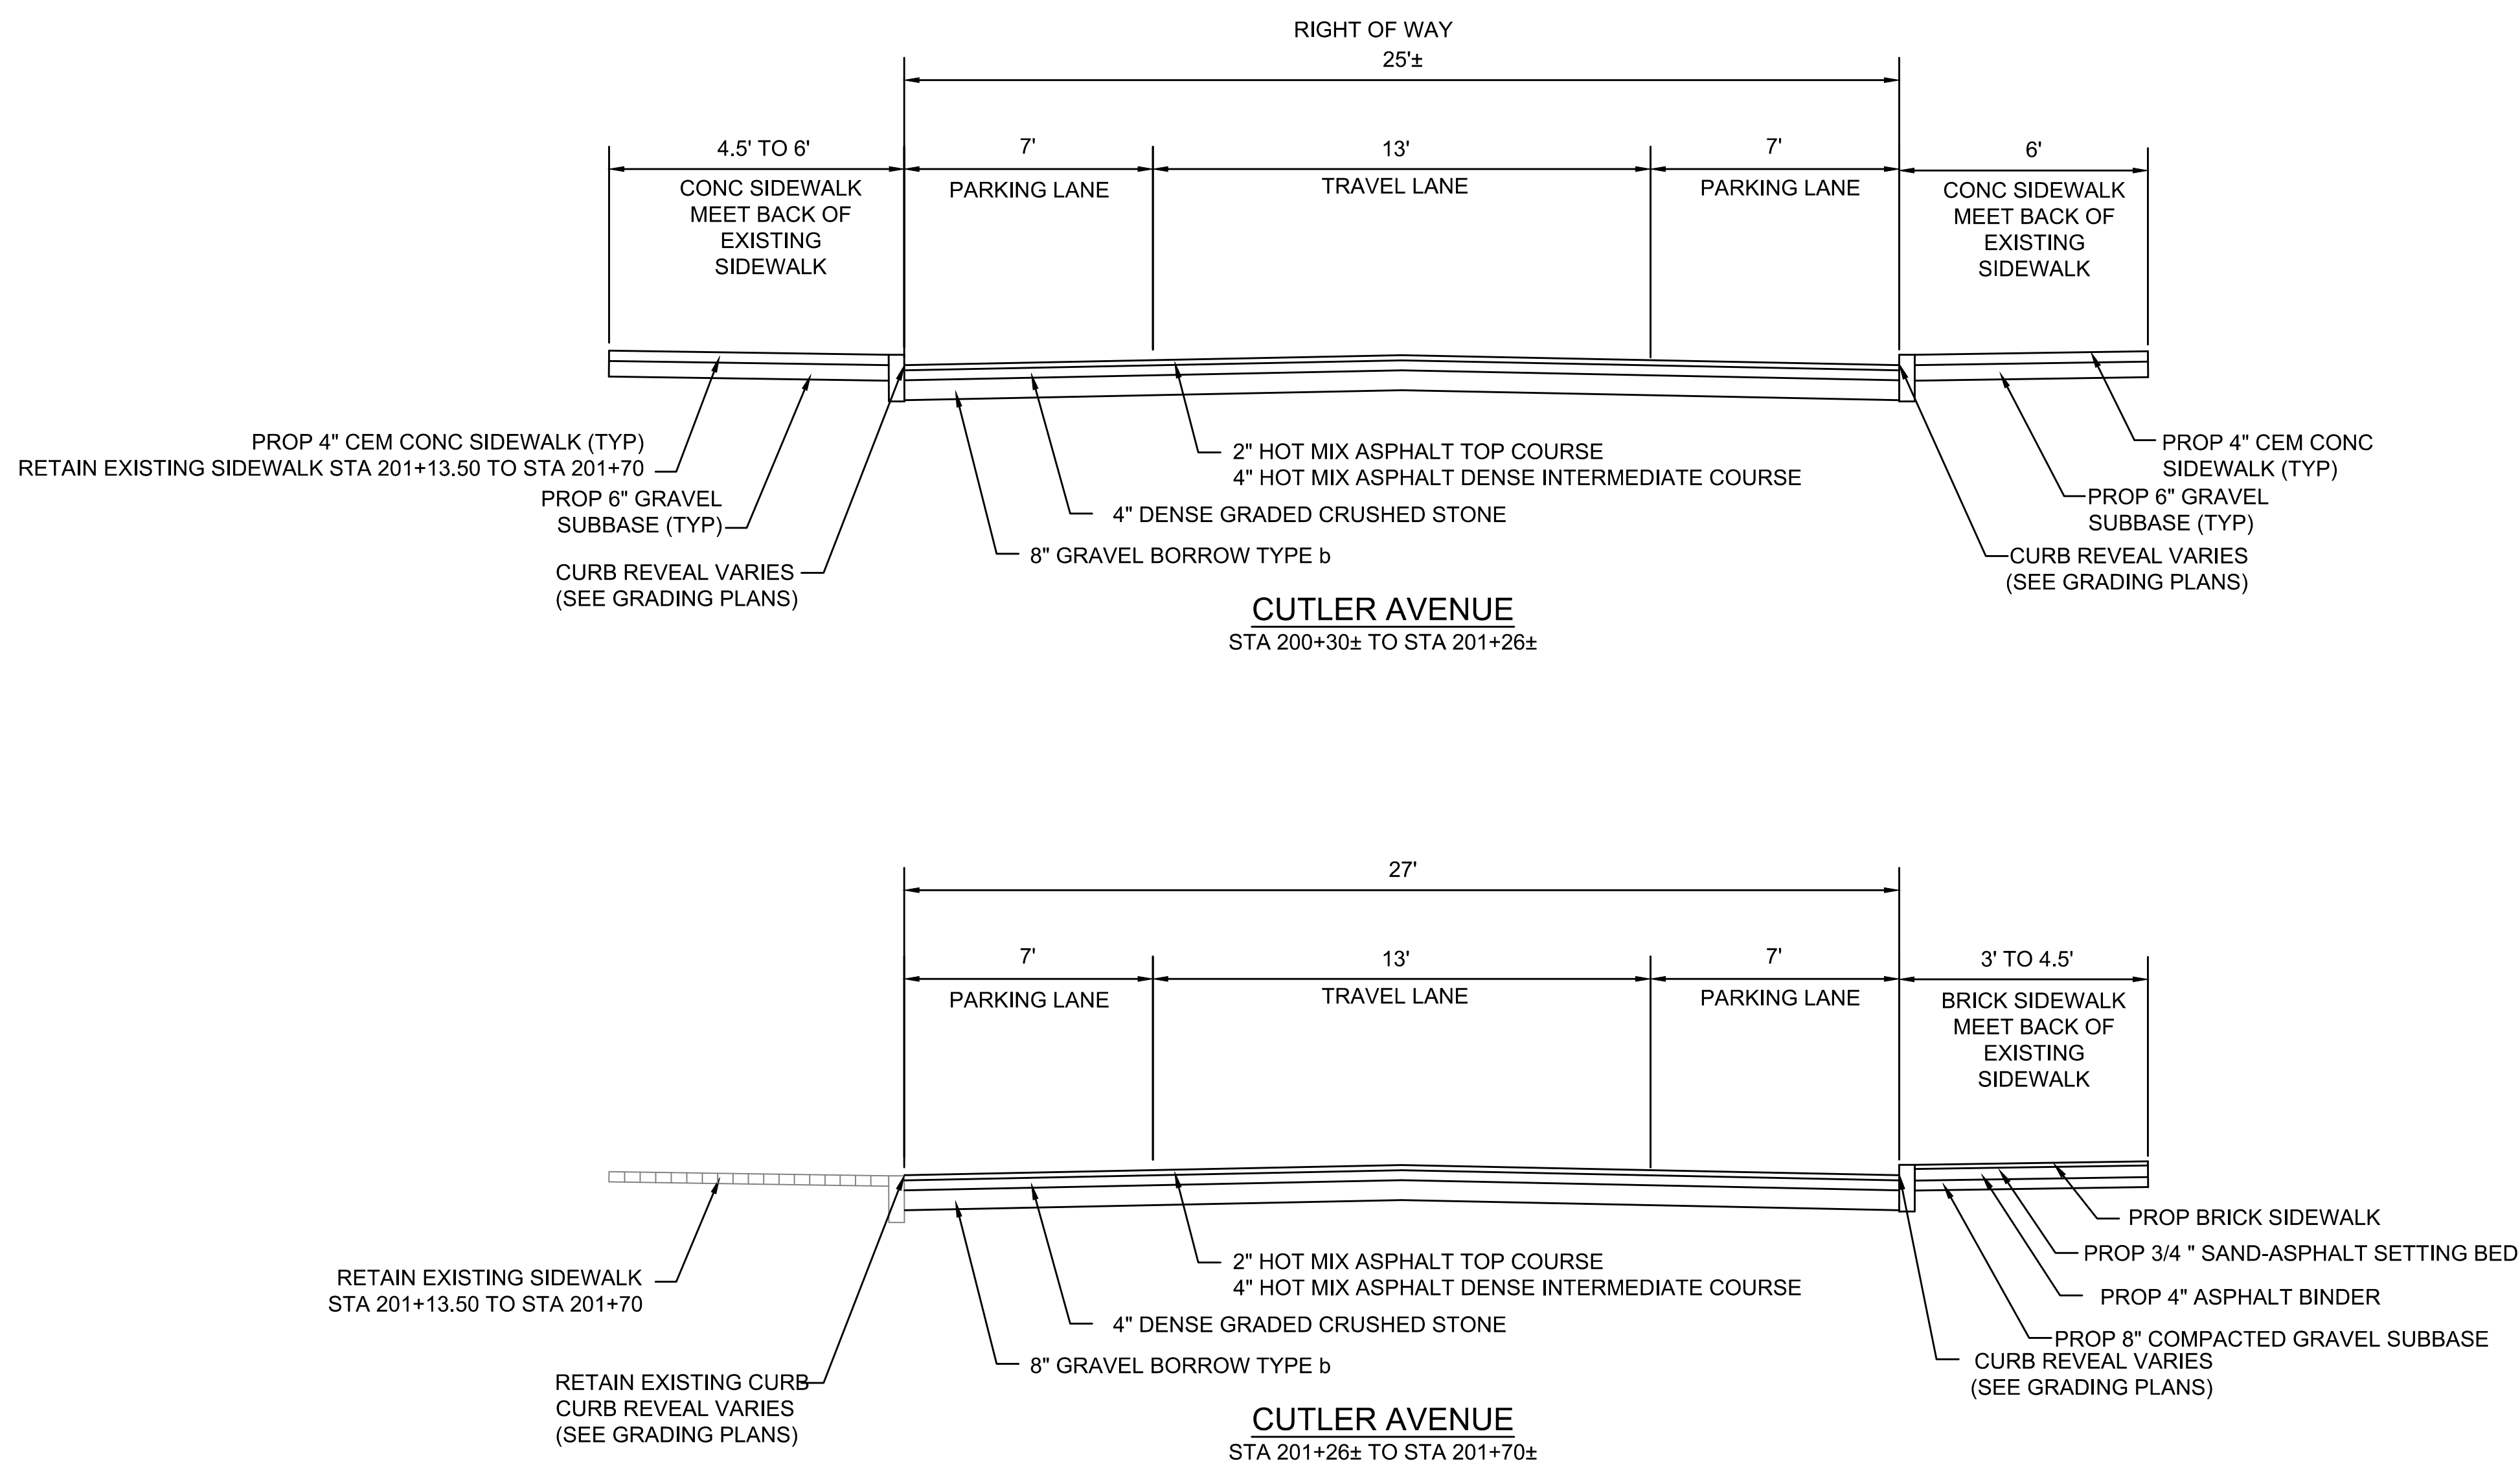 RIGHT OF WAY
25'±
4.5' TO 6'
7'
13'
7'
6'
CONC SIDEWALK
MEET BACK OF
EXISTING
SIDEWALK
PARKING LANE
TRAVEL LANE
PARKING LANE
CONC SIDEWALK
MEET BACK OF
EXISTING
SIDEWALK
PROP 4" CEM CONC SIDEWALK (TYP)
RETAIN EXISTING SIDEWALK STA 201+13.50 TO STA 201+70
PROP 6" GRAVEL
SUBBASE (TYP)
CURB REVEAL VARIES
(SEE GRADING PLANS)
2" HOT MIX ASPHALT TOP COURSE
4" HOT MIX ASPHALT DENSE INTERMEDIATE COURSE
4" DENSE GRADED CRUSHED STONE
8" GRAVEL BORROW TYPE b
PROP 4" CEM CONC
SIDEWALK (TYP)
PROP 6" GRAVEL
SUBBASE (TYP)
CURB REVEAL VARIES
(SEE GRADING PLANS)
CUTLER AVENUE
STA 200+30± TO STA 201+26±
27'
7'
13'
7'
3' TO 4.5'
PARKING LANE
TRAVEL LANE
PARKING LANE
BRICK SIDEWALK
MEET BACK OF
EXISTING
SIDEWALK
RETAIN EXISTING SIDEWALK
STA 201+13.50 TO STA 201+70
RETAIN EXISTING CURB
CURB REVEAL VARIES
(SEE GRADING PLANS)
2" HOT MIX ASPHALT TOP COURSE
4" HOT MIX ASPHALT DENSE INTERMEDIATE COURSE
4" DENSE GRADED CRUSHED STONE
8" GRAVEL BORROW TYPE b
PROP BRICK SIDEWALK
PROP 3/4 " SAND-ASPHALT SETTING BED
PROP 4" ASPHALT BINDER
PROP 8" COMPACTED GRAVEL SUBBASE
CURB REVEAL VARIES
(SEE GRADING PLANS)
CUTLER AVENUE
STA 201+26± TO STA 201+70±